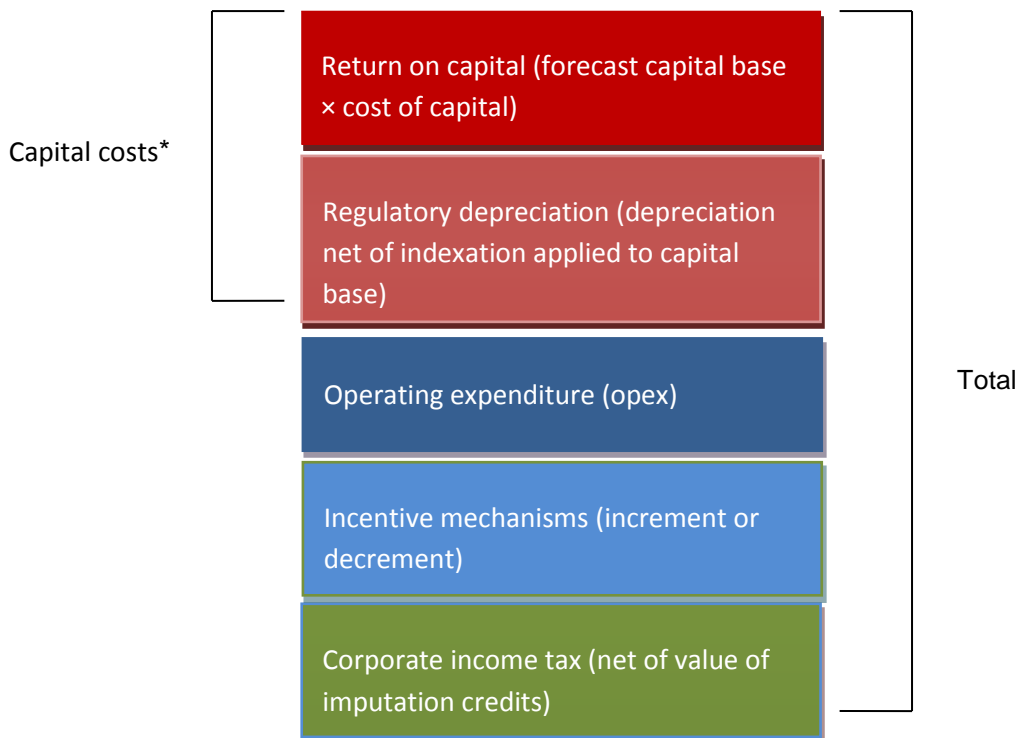 Return on capital (forecast capital base
× cost of capital)
Capital costs*
Regulatory depreciation (depreciation
net of indexation applied to capital
base)
Operating expenditure (opex)
Total
Incentive mechanisms (increment or
decrement)
Corporate income tax (net of value of
imputation credits)